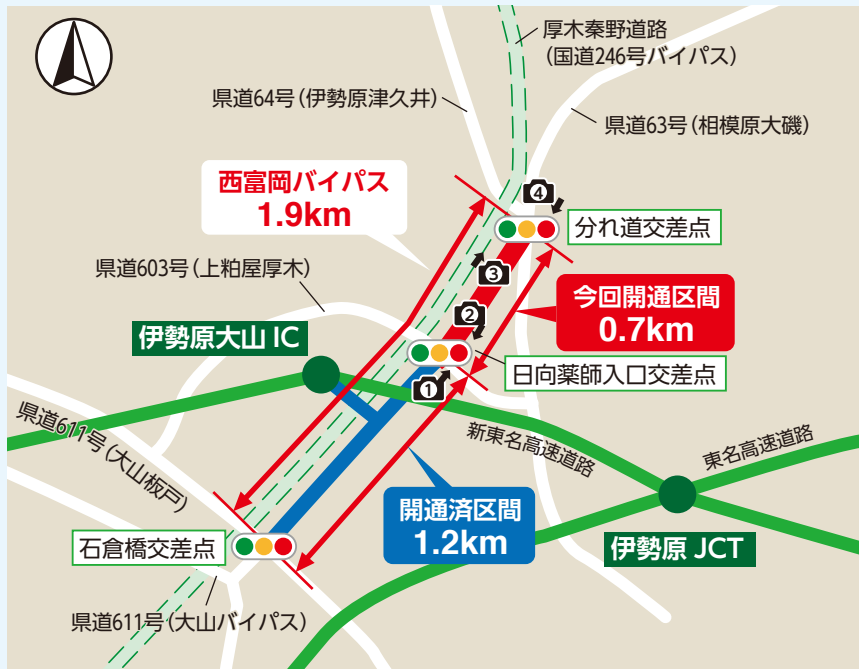 厚木秦野道路
(国道246号バイパス)
県道64号(伊勢原津久井)
県道63号(相模原大磯)
西富岡バイパス
1.9km
4
分れ道交差点
県道603号(上粕屋厚木)
3
今回開通区間
0.7km
2
伊勢原大山 IC
日向薬師入口交差点
1
県道611号(大山板戸)
新東名高速道路
東名高速道路
開通済区間
1.2km
石倉橋交差点
伊勢原 JCT
県道611号(大山バイパス)